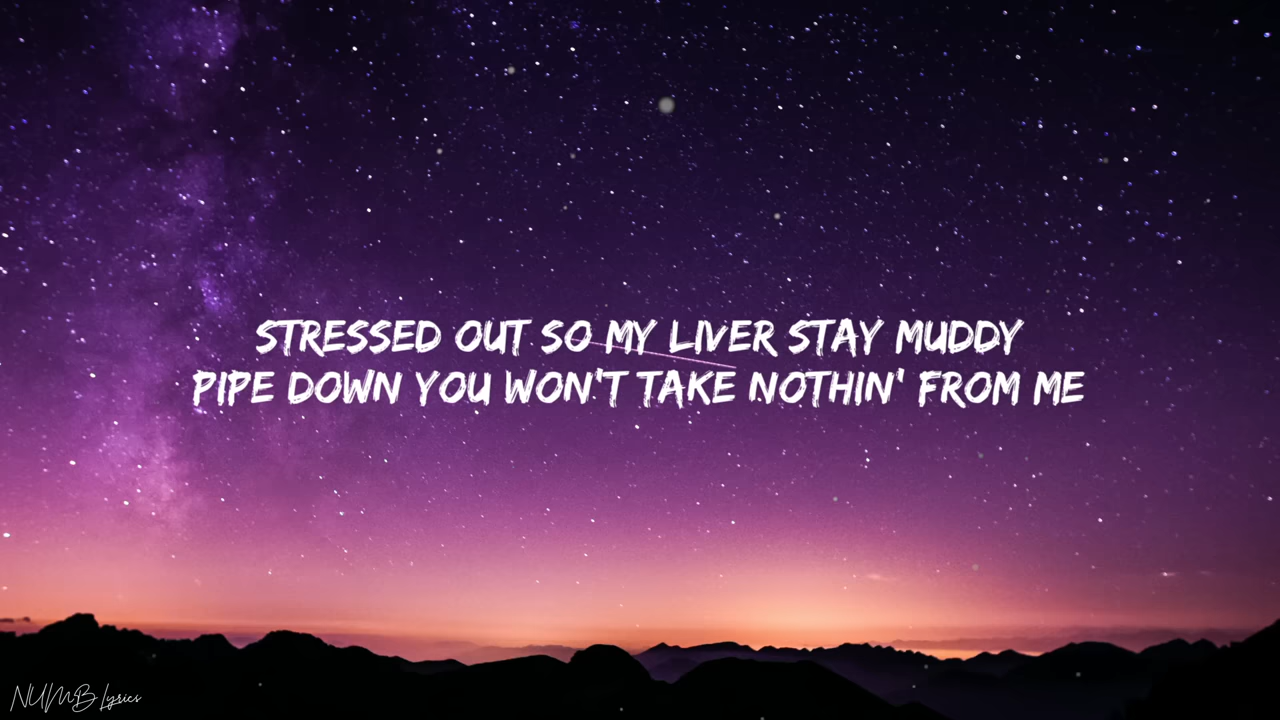 STRESSED OUT SO MY LIVER STAY MUDDY
PIPE DOWN YOU WON'T TAKE NOTHIN' FROM ME
NUMB Lyrics